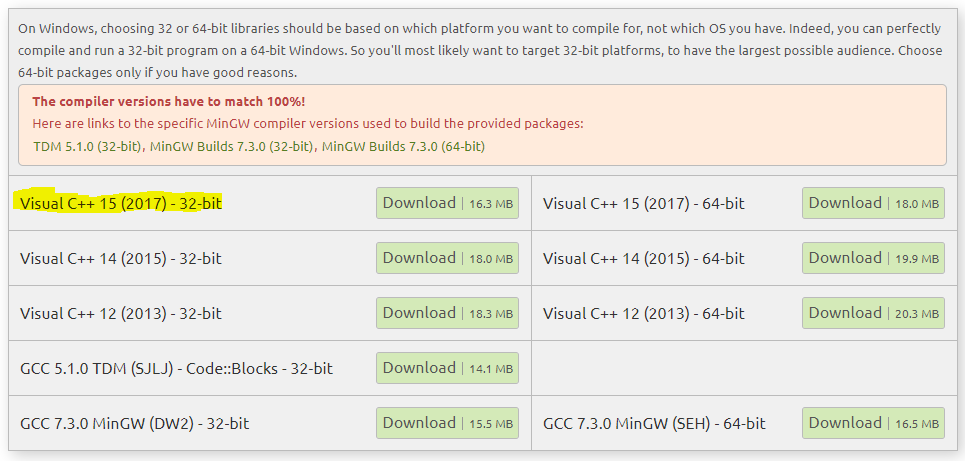 On Windows, choosing 32 or 64-bit libraries should be based on which platform you want to compile for, not which OS you have. Indeed, you can perfectly
compile and run a 32-bit program on a 64-bit Windows. So you'll most likely want to target 32-bit platforms, to have the largest possible audience. Choose
64-bit packages only if you have good reasons.
The compiler versions have to match 100%!
Here are links to the specific MinGW compiler versions used to build the provided packages:
TDM 5.1.0 (32-bit), MinGW Builds 7.3.0 (32-bit), MinGW Builds 7.3.0 (64-bit)
Visual C++ 15 (2017) - 32-bit Download | 16.3 MB Visual C++ 15 (2017) - 64-bit Download | 18.0 MB
Visual C++ 14 (2015) - 32-bit Download | 18.0 MB Visual C++ 14 (2015) - 64-bit Download | 19.9 MB
Visual C++ 12 (2013) - 32-bit Download | 18.3 MB Visual C++ 12 (2013) - 64-bit Download | 20.3 MB
GCC 5.1.0 TDM (SJLJ) - Code::Blocks - 32-bit Download | 14.1 MB
GCC 7.3.0 MinGW (DW2) - 32-bit Download | 15.5 MB GCC 7.3.0 MinGW (SEH) - 64-bit Download | 16.5 MB